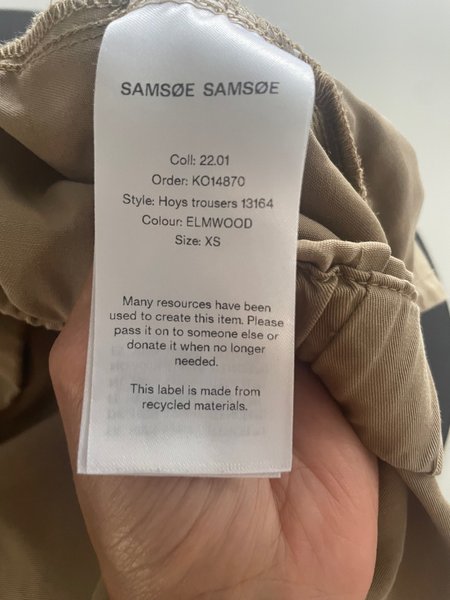 SAMSØE SAMSØE
Coll: 22.01
Order: KO14870
Style: Hoys trousers 13164
Colour: ELMWOOD
Size: XS
Many resources have been
used to create this item. Please
pass it on to someone else or
donate it when no longer
needed.
This label is made from
recycled materials.